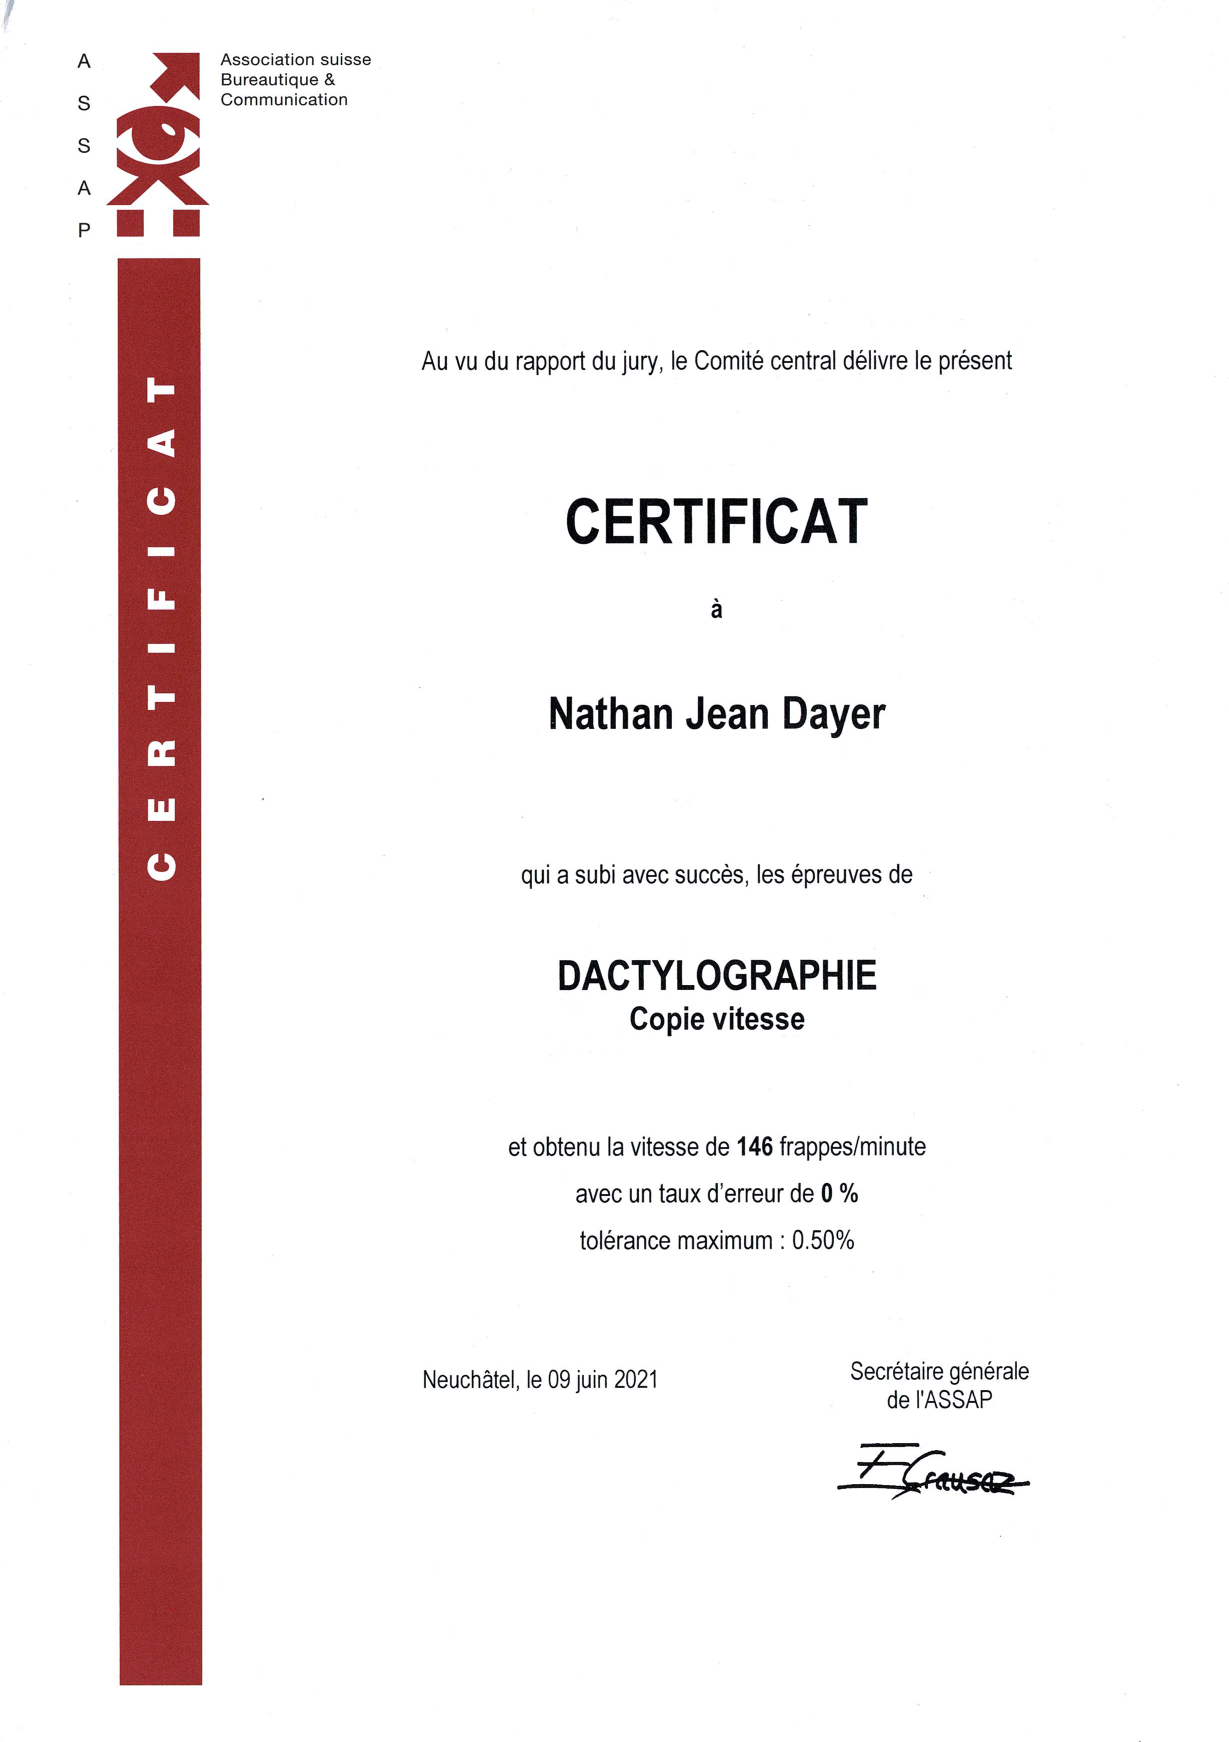 ASSAP
Association suisse
Bureautique &
Communication
CERTIFICAT
Au vu du rapport du jury, le Comité central délivre le présent
CERTIFICAT
à
Nathan Jean Dayer
qui a subi avec succès, les épreuves de
DACTYLOGRAPHIE
Copie vitesse
et obtenu la vitesse de 146 frappes/minute
avec un taux d’erreur de 0 %
tolérance maximum : 0.50%
Neuchâtel, le 09 juin 2021
Secrétaire générale
de l'ASSAP
F Crausaz